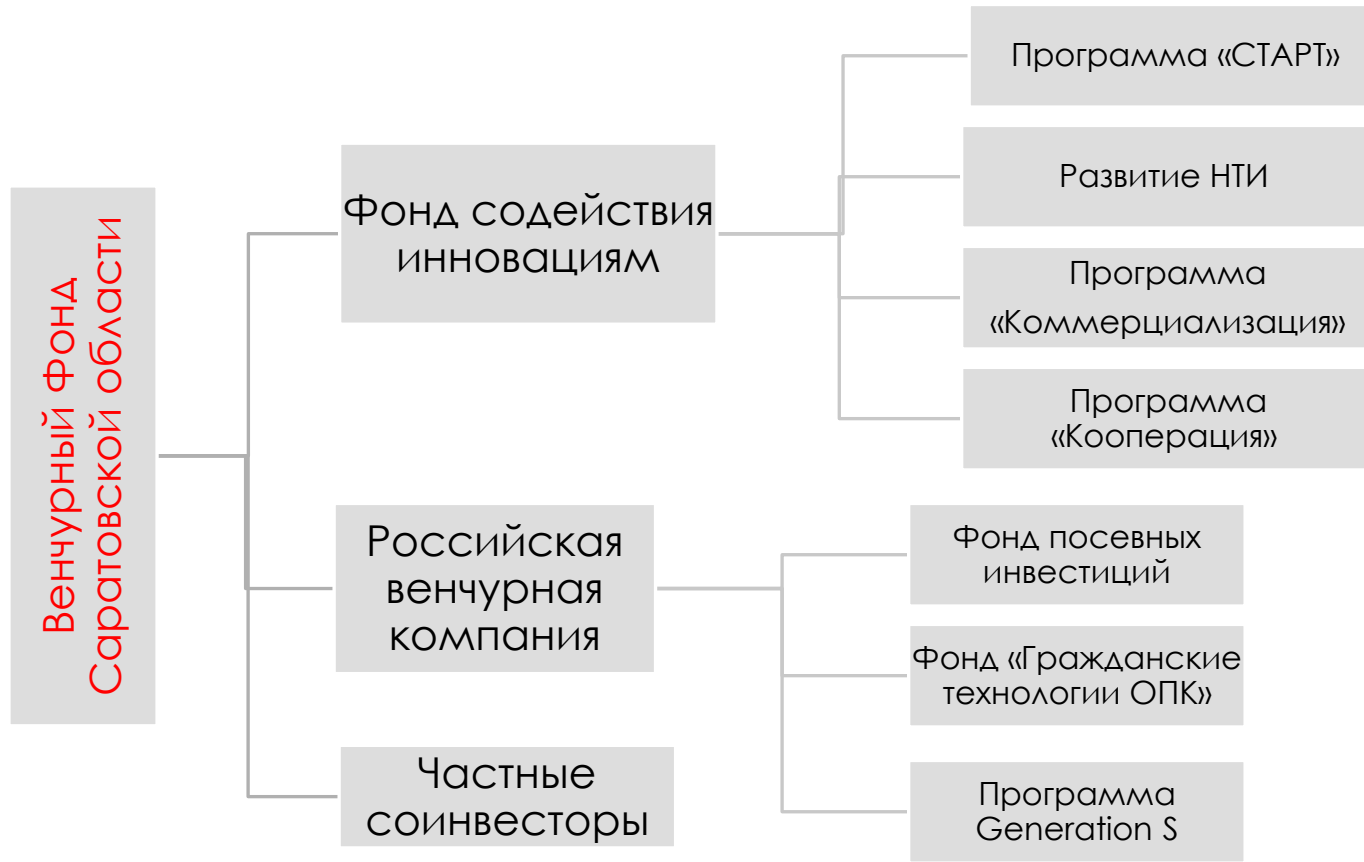 Венчурный Фонд
Саратовской области
Фонд содействия
инновациям
Программа «СТАРТ»
Развитие НТИ
Программа
«Коммерциализация»
Программа
«Кооперация»
Российская
венчурная
компания
Фонд посевных
инвестиций
Фонд «Гражданские
технологии ОПК»
Программа
Generation S
Частные
соинвесторы